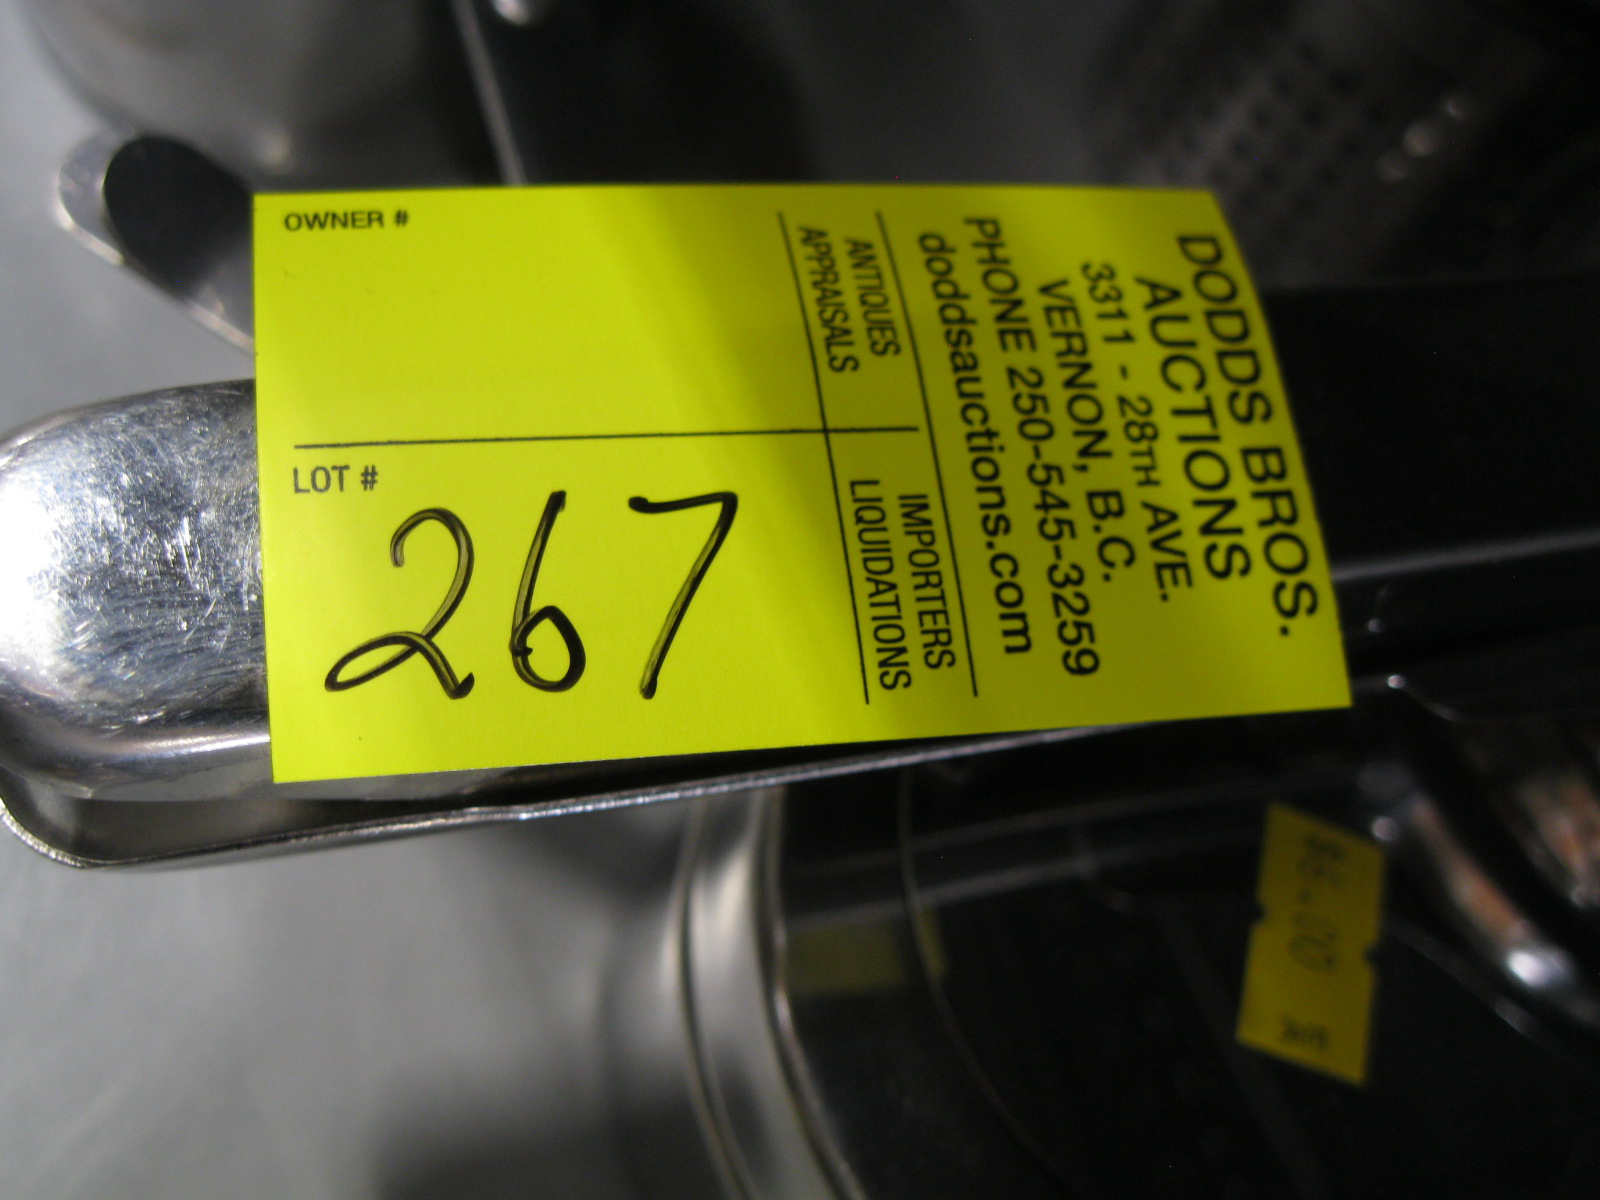 OWNER #
LOT #
267
DODDS BROS.
AUCTIONS
3311 - 28TH AVE.
VERNON, B.C.
PHONE 250-545-3259
doddsauctions.com
ANTIQUES
APPRAISALS
IMPORTERS
LIQUIDATIONS